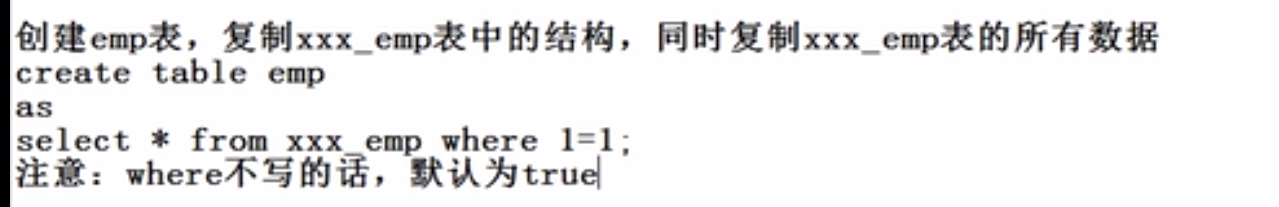 创建emp表，复制xxx_emp表中的结构，同时复制xxx_emp表的所有数据
create table emp
as
select * from xxx_emp where 1=1;
注意：where不写的话，默认为true